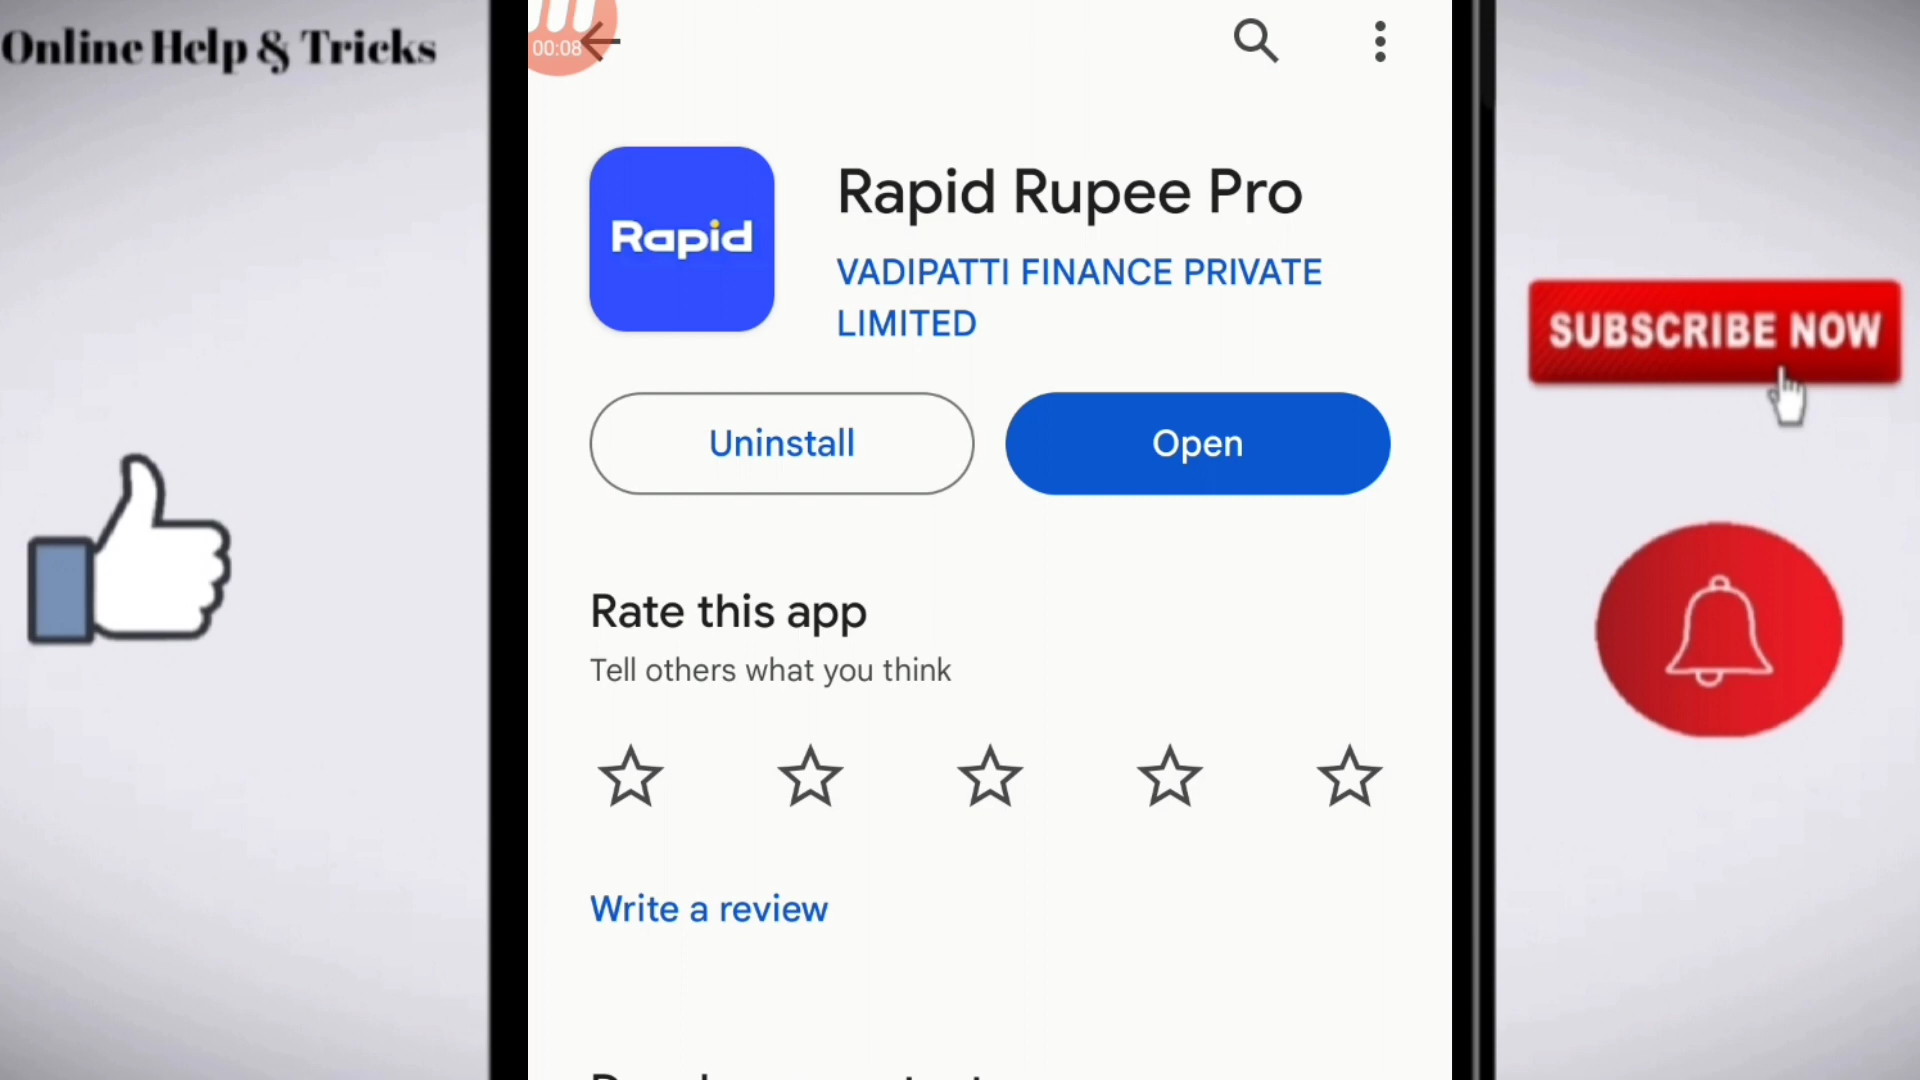 Online Help & Tricks
00:08
Rapid
Rapid Rupee Pro
VADIPATTI FINANCE PRIVATE
LIMITED
Uninstall
Open
Rate this app
Tell others what you think
Write a review
SUBSCRIBE NOW